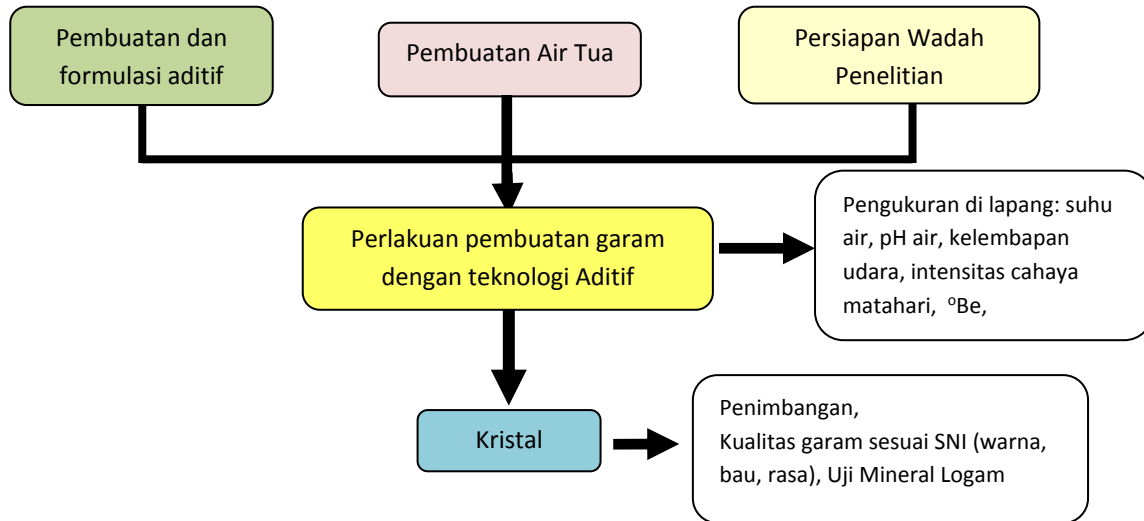 Pembuatan dan
formulasi aditif
Pembuatan Air Tua
Persiapan Wadah
Penelitian
Perlakuan pembuatan garam
dengan teknologi Aditif
Pengukuran di lapang: suhu
air, pH air, kelembapan
udara, intensitas cahaya
matahari, ºBe,
Kristal
Penimbangan,
Kualitas garam sesuai SNI (warna,
bau, rasa), Uji Mineral Logam